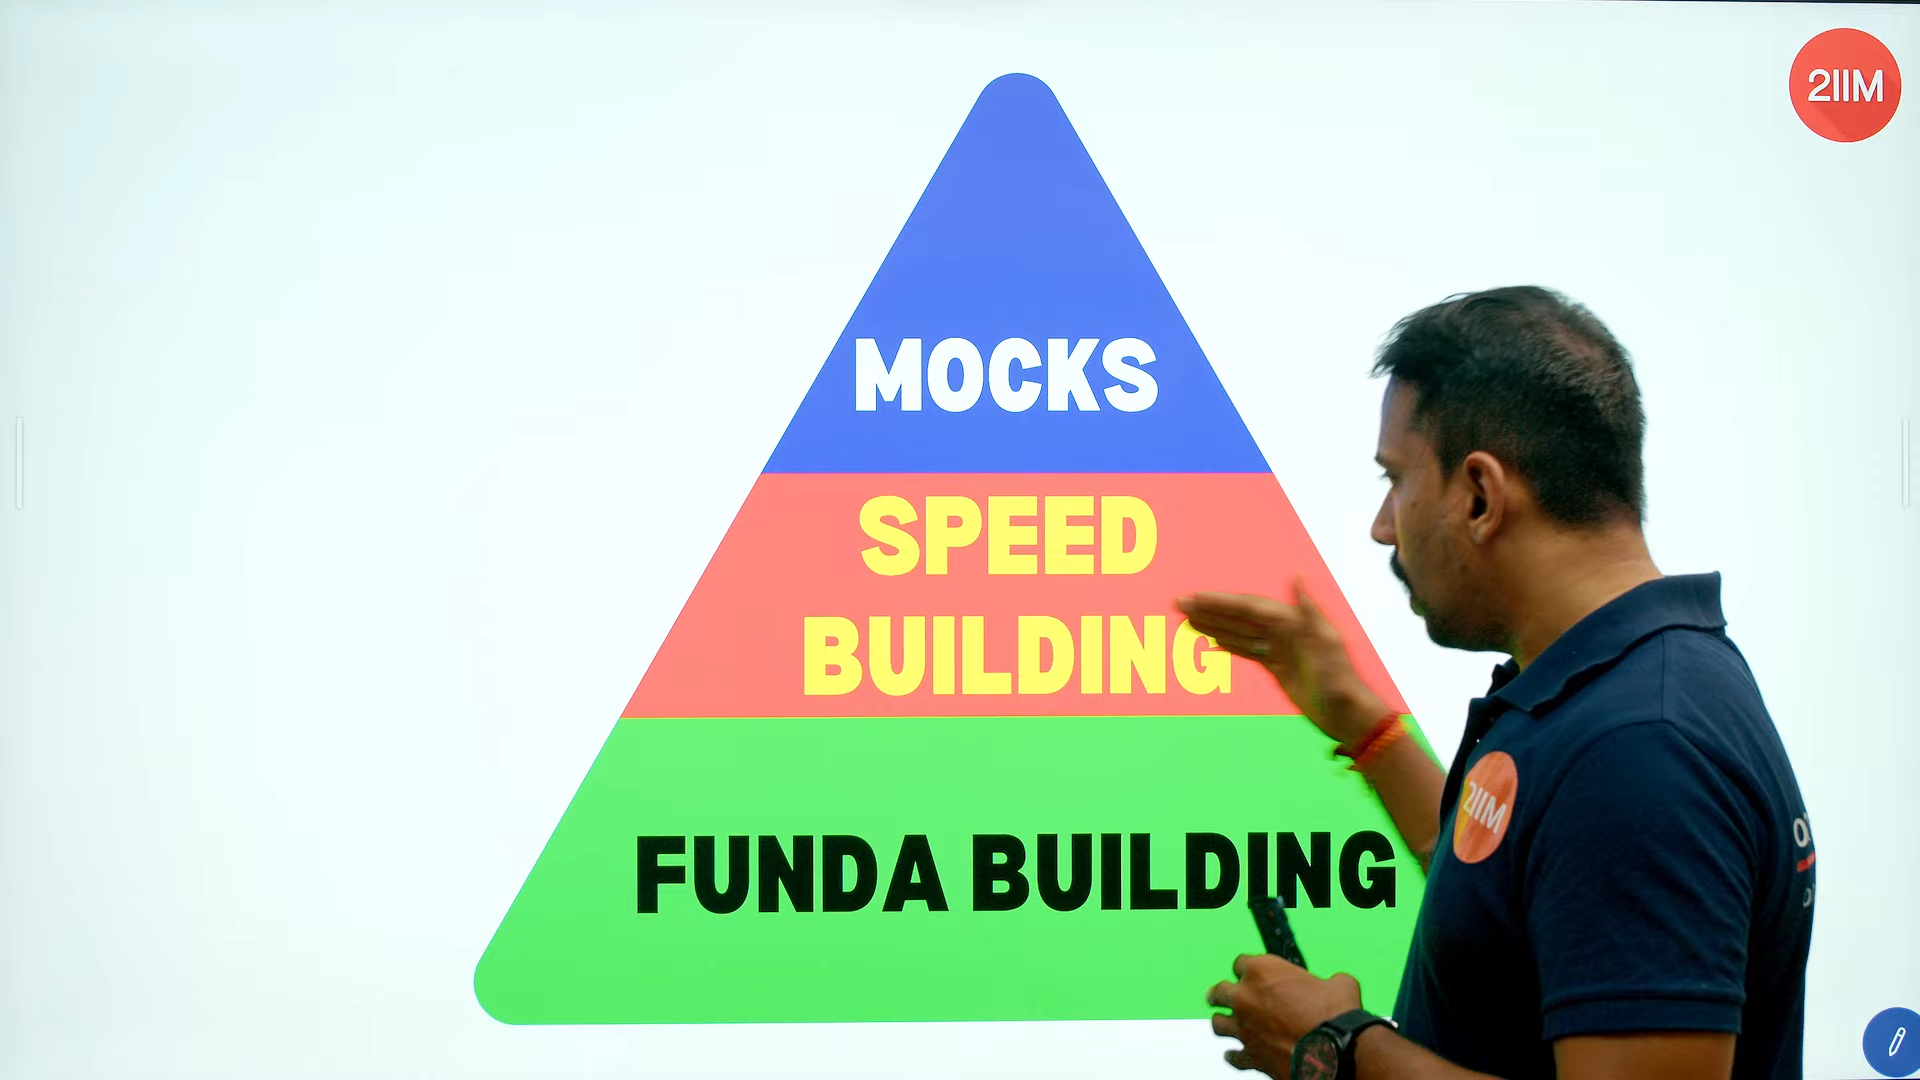 2IIM
MOCKS
SPEED
BUILDING
FUNDA BUILDING
2IIM